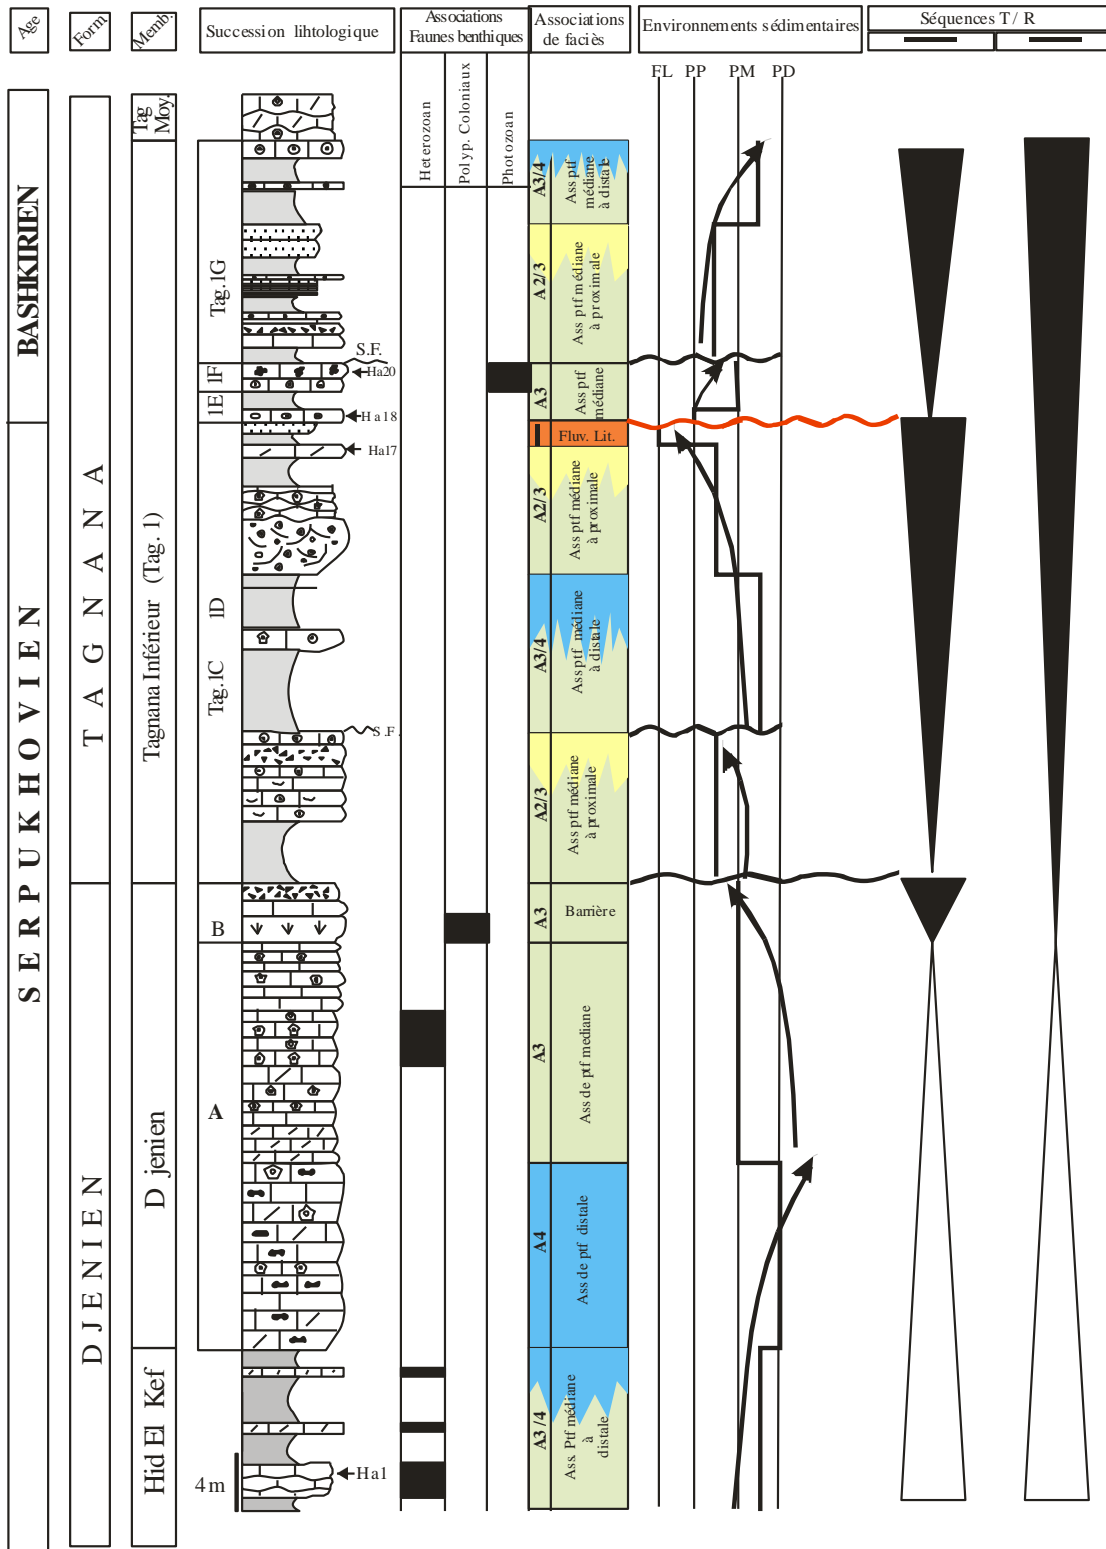 Age
Form
Memb.
Succession lihtologique
Associations
Faunes benthiques
Associations
de faciès
Environnements sédimentaires
Séquences T / R
Heterozoan
Polyp. Coloniaux
Photozoan
FL PP PM PD
BASHKIRIEN
SERPUKHOVIEN
TAGNANA
DJENIEN
Tag
Moy.
Tagnana Inférieur (Tag. 1)
Djenien
Hid El Kef
Tag.1G
1F
1E
1D
Tag.1C
B
A
4m
S.F.
Ha20
Ha18
Ha17
S.F.
Ha1
A3/4
Ass ptf
médiane
à distale
A2/3
Ass ptf médiane
à proximale
A3
Ass ptf
médiane
I
Fluv. Lit.
A2/3
Ass ptf médiane
à proximale
A3/4
Ass ptf médiane
à distale
A2/3
Ass ptf médiane
à proximale
A3
Barrière
A3
Ass de ptf mediane
A4
Ass de ptf distale
A3/4
Ass. Ptf médiane
à
distale